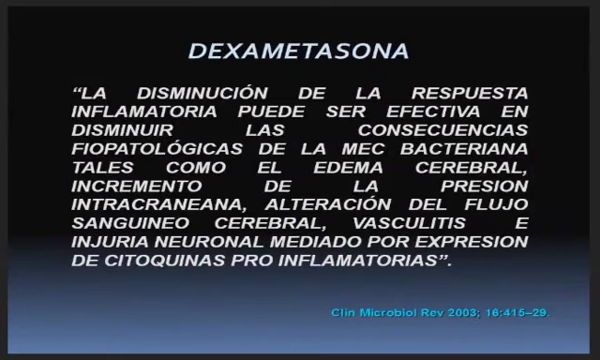 DEXAMETASONA
“LA DISMINUCIÓN DE LA RESPUESTA
INFLAMATORIA PUEDE SER EFECTIVA EN
DISMINUIR LAS CONSECUENCIAS
FIOPATOLÓGICAS DE LA MEC BACTERIANA
TALES COMO EL EDEMA CEREBRAL,
INCREMENTO DE LA PRESION
INTRACRANEANA, ALTERACIÓN DEL FLUJO
SANGUINEO CEREBRAL, VASCULITIS E
INJURIA NEURONAL MEDIADO POR EXPRESION
DE CITOQUINAS PRO INFLAMATORIAS”.
Clin Microbiol Rev 2003; 16:415–29.